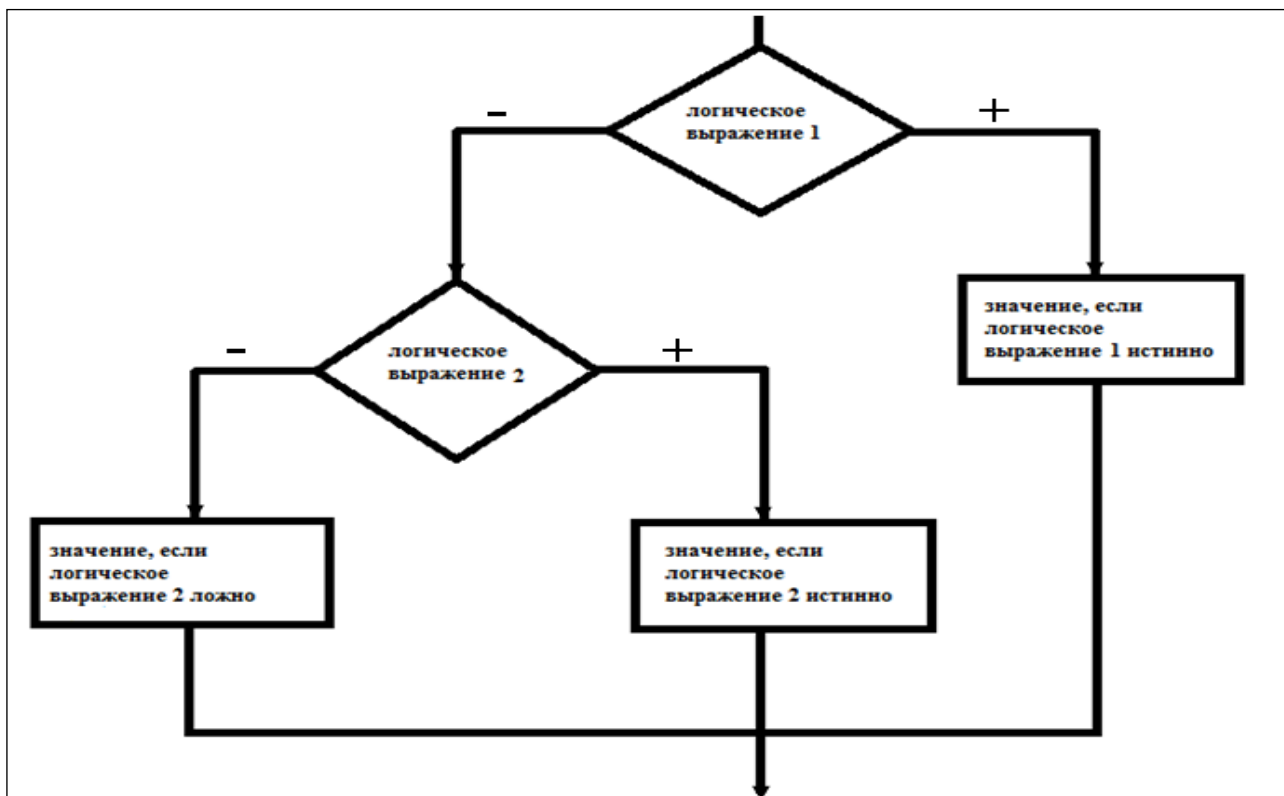 логическое
выражение 1
-
+
значение, если
логическое
выражение 1 истинно
логическое
выражение 2
-
+
значение, если
логическое
выражение 2 ложно
значение, если
логическое
выражение 2 истинно